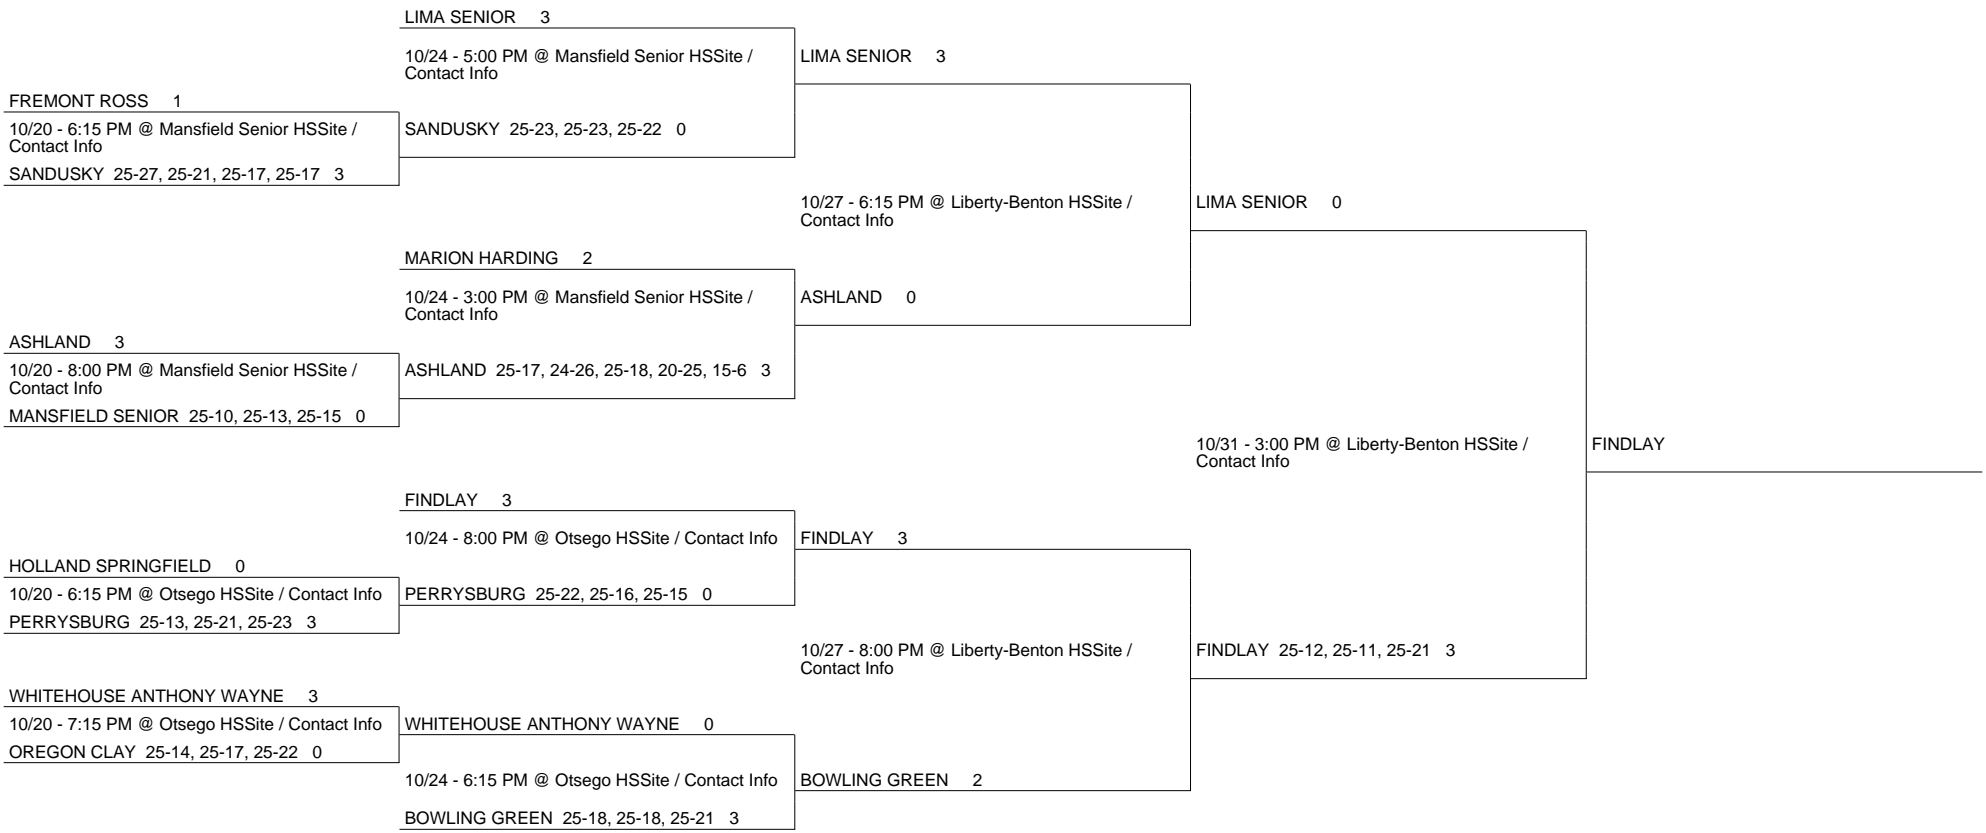 LIMA SENIOR 3
10/24 - 5:00 PM @ Mansfield Senior HSSite /
Contact Info
LIMA SENIOR 3
FREMONT ROSS 1
10/20 - 6:15 PM @ Mansfield Senior HSSite /
Contact Info
SANDUSKY 25-23, 25-23, 25-22 0
SANDUSKY 25-27, 25-21, 25-17, 25-17 3
10/27 - 6:15 PM @ Liberty-Benton HSSite /
Contact Info
LIMA SENIOR 0
MARION HARDING 2
10/24 - 3:00 PM @ Mansfield Senior HSSite /
Contact Info
ASHLAND 0
ASHLAND 3
10/20 - 8:00 PM @ Mansfield Senior HSSite /
Contact Info
ASHLAND 25-17, 24-26, 25-18, 20-25, 15-6 3
MANSFIELD SENIOR 25-10, 25-13, 25-15 0
10/31 - 3:00 PM @ Liberty-Benton HSSite /
Contact Info
FINDLAY
FINDLAY 3
10/24 - 8:00 PM @ Otsego HSSite / Contact Info
FINDLAY 3
HOLLAND SPRINGFIELD 0
10/20 - 6:15 PM @ Otsego HSSite / Contact Info
PERRYSBURG 25-22, 25-16, 25-15 0
PERRYSBURG 25-13, 25-21, 25-23 3
10/27 - 8:00 PM @ Liberty-Benton HSSite /
Contact Info
FINDLAY 25-12, 25-11, 25-21 3
WHITEHOUSE ANTHONY WAYNE 3
10/20 - 7:15 PM @ Otsego HSSite / Contact Info
WHITEHOUSE ANTHONY WAYNE 0
OREGON CLAY 25-14, 25-17, 25-22 0
10/24 - 6:15 PM @ Otsego HSSite / Contact Info
BOWLING GREEN 2
BOWLING GREEN 25-18, 25-18, 25-21 3